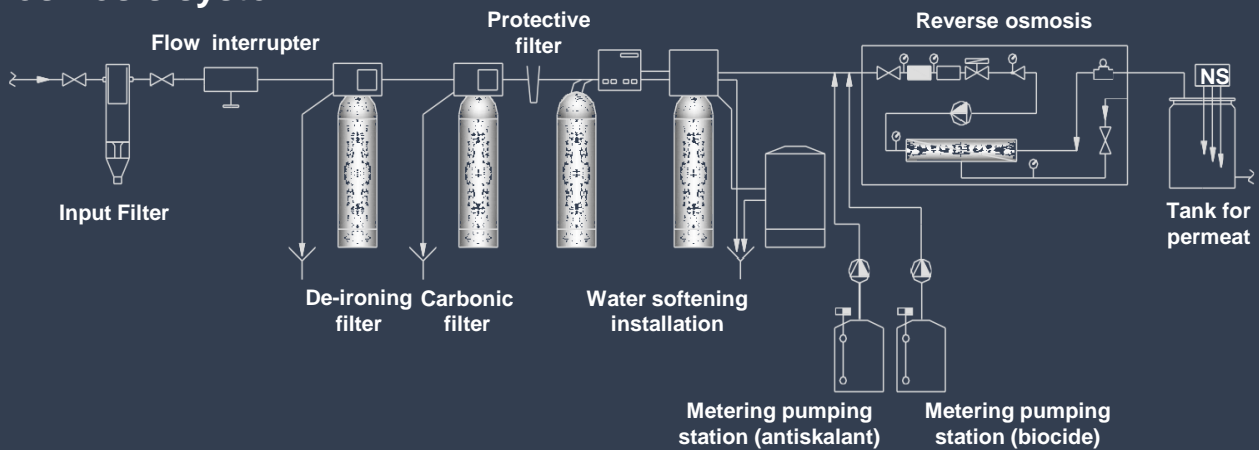 Reverse osmosis
Protective
filter
Flow interrupter
NS
Input Filter
Tank for
permeat
De-ironing
filter
Carbonic
filter
Water softening
installation
Metering pumping
station (antiskalant)
Metering pumping
station (biocide)